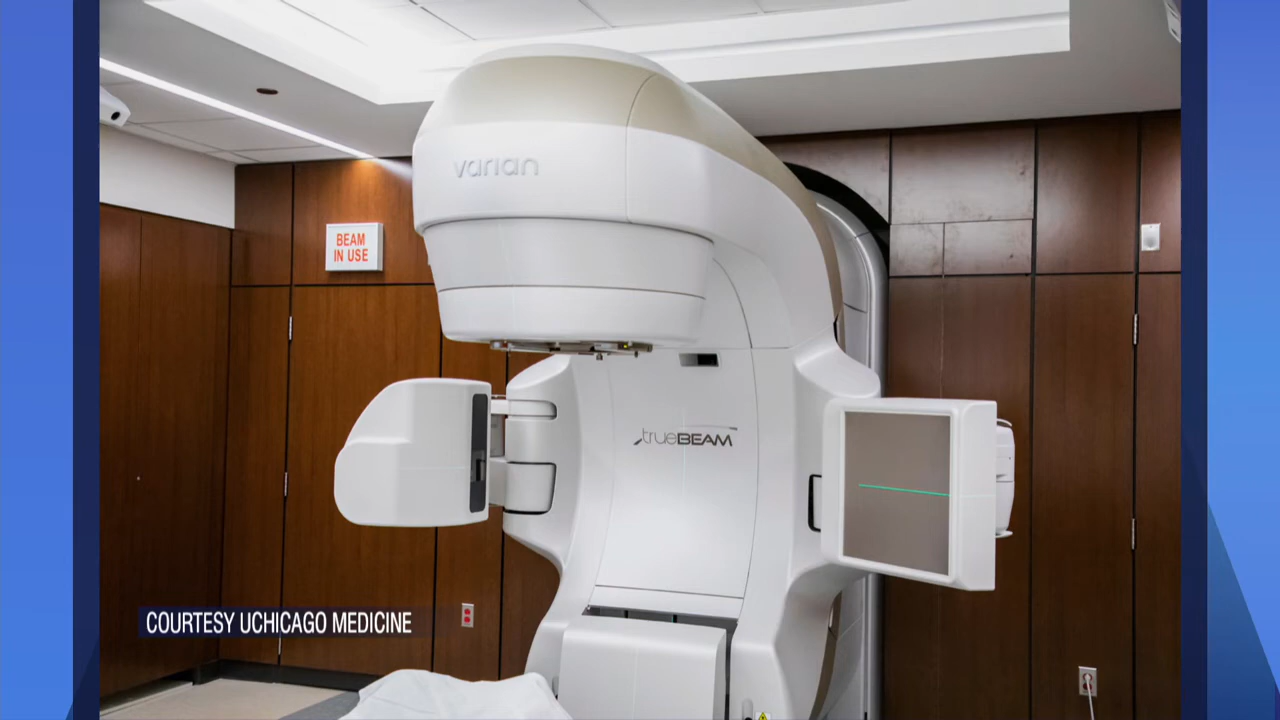 varian
BEAM
IN USE
trueBEAM
COURTESY UCHICAGO MEDICINE